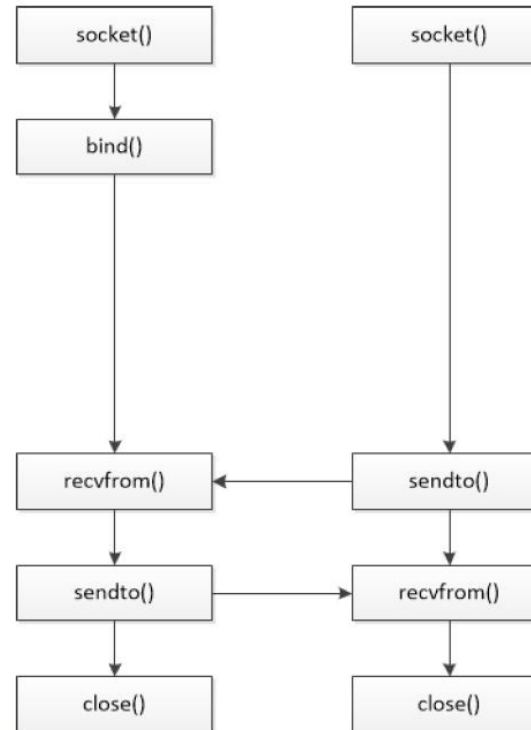 socket()
socket()
bind()
recvfrom()
sendto()
sendto()
recvfrom()
close()
close()